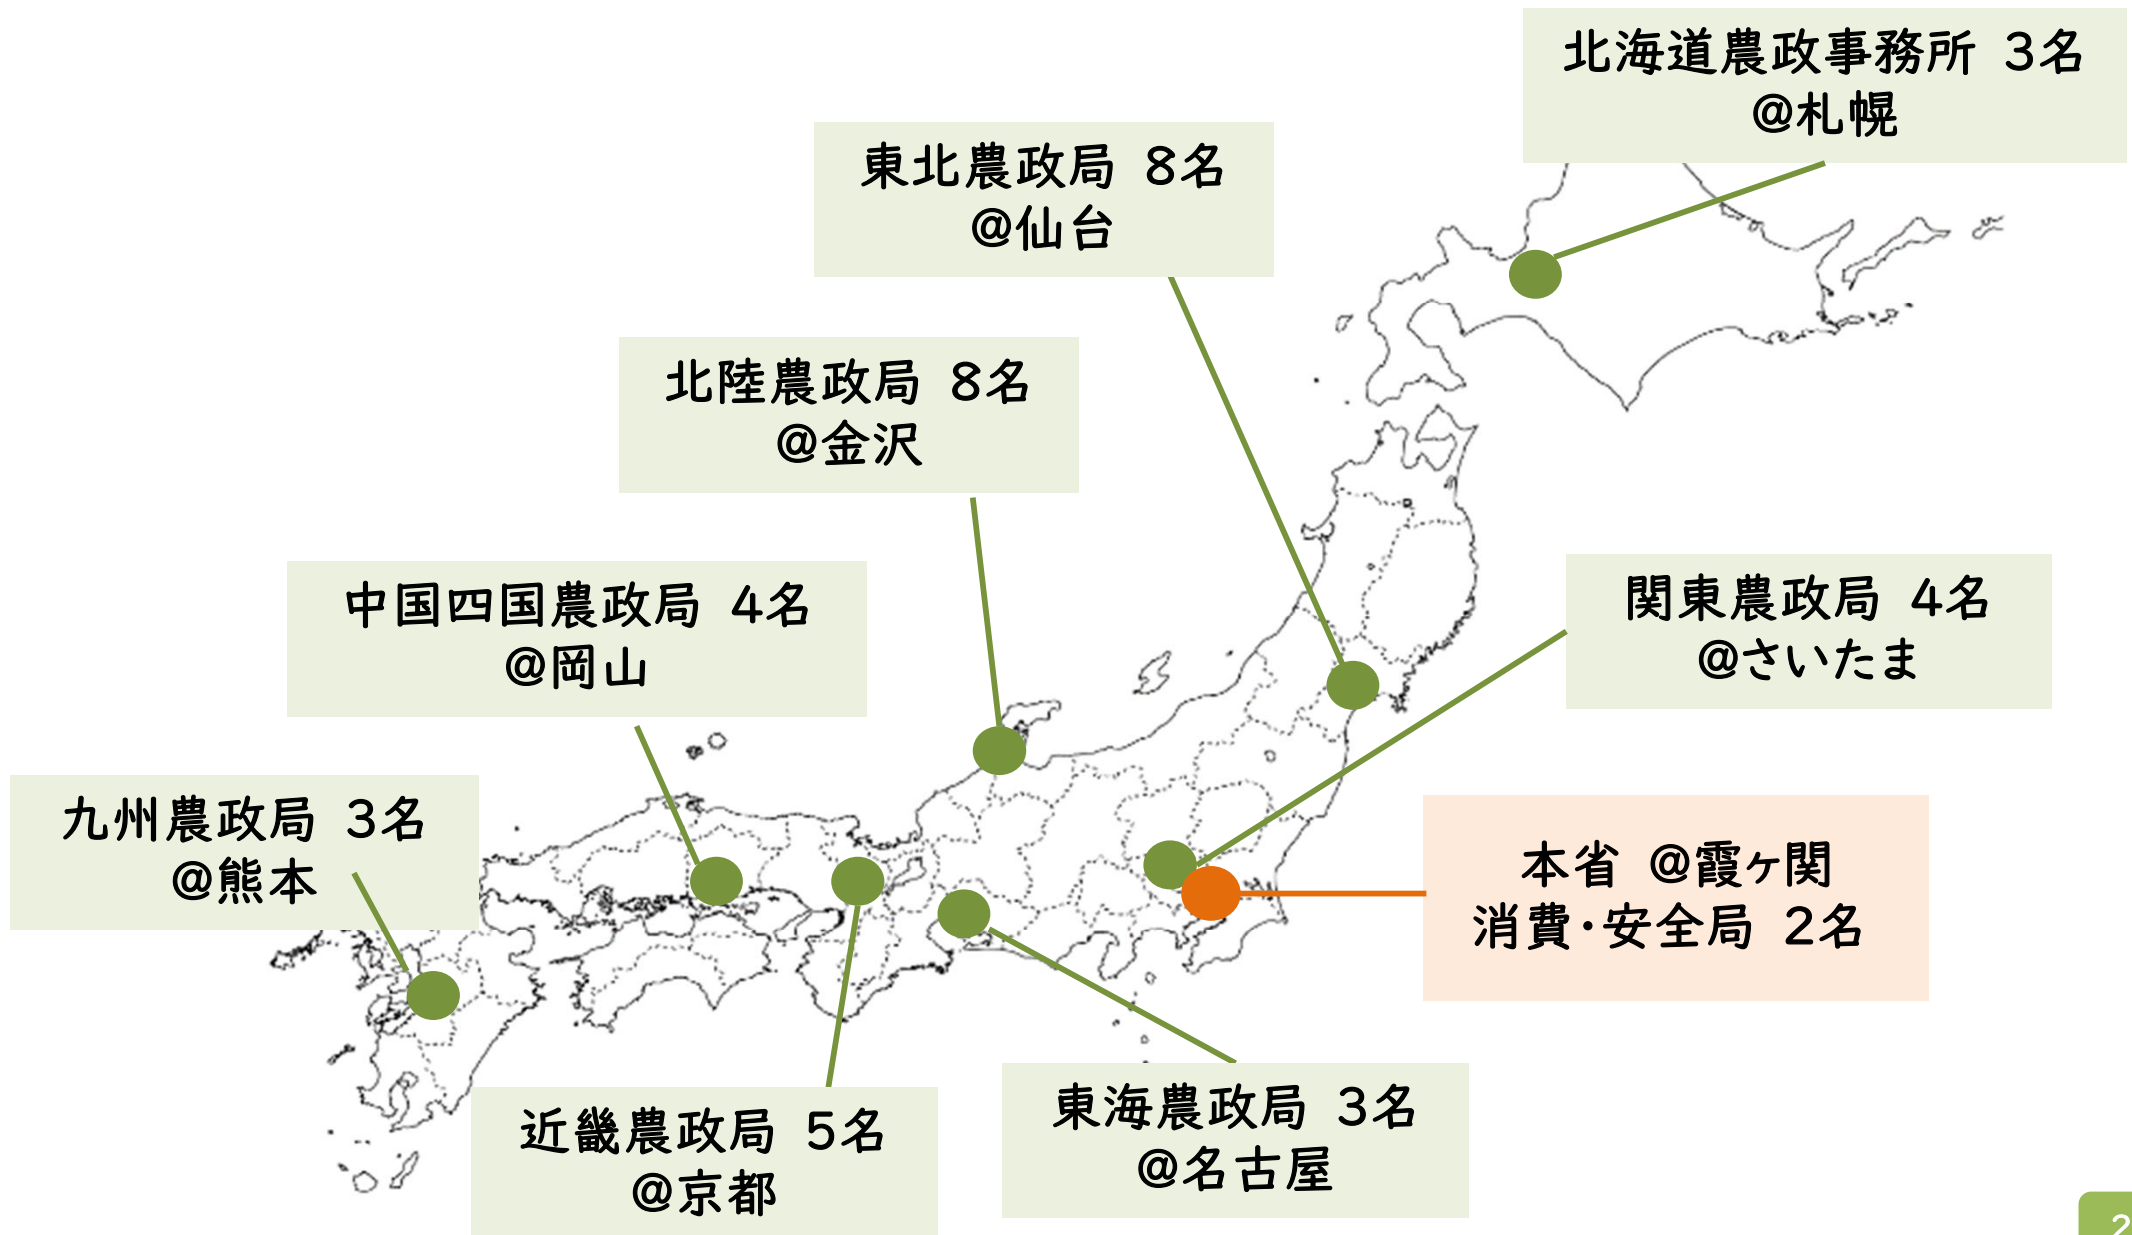 北海道農政事務所 3名
@札幌
東北農政局 8名
@仙台
北陸農政局 8名
@金沢
中国四国農政局 4名
@岡山
関東農政局 4名
@さいたま
九州農政局 3名
@熊本
本省 @霞ヶ関
消費・安全局 2名
近畿農政局 5名
@京都
東海農政局 3名
@名古屋
2